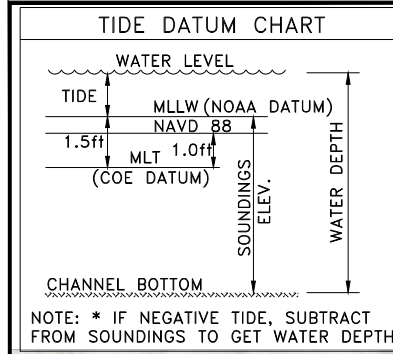 TIDE DATUM CHART
WATER LEVEL
TIDE
MLLW (NOAA DATUM)
NAVD 88
1.5ft
MLT 1.0ft
(COE DATUM)
SOUNDINGS
ELEV.
WATER DEPTH
CHANNEL BOTTOM
NOTE: * IF NEGATIVE TIDE, SUBTRACT
FROM SOUNDINGS TO GET WATER DEPTH